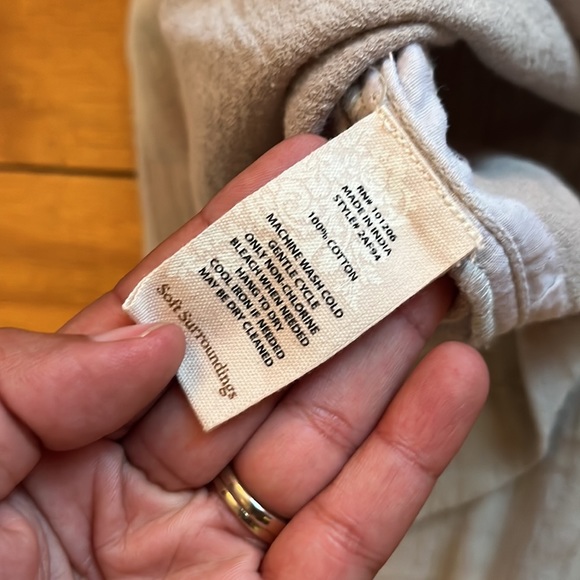 RN# 101206
MADE IN INDIA
STYLE# 2AF94
100% COTTON
MACHINE WASH COLD
GENTLE CYCLE
ONLY NON-CHLORINE
BLEACH WHEN NEEDED
HANG TO DRY
COOL IRON IF NEEDED
MAY BE DRY CLEANED
Soft Surroundings